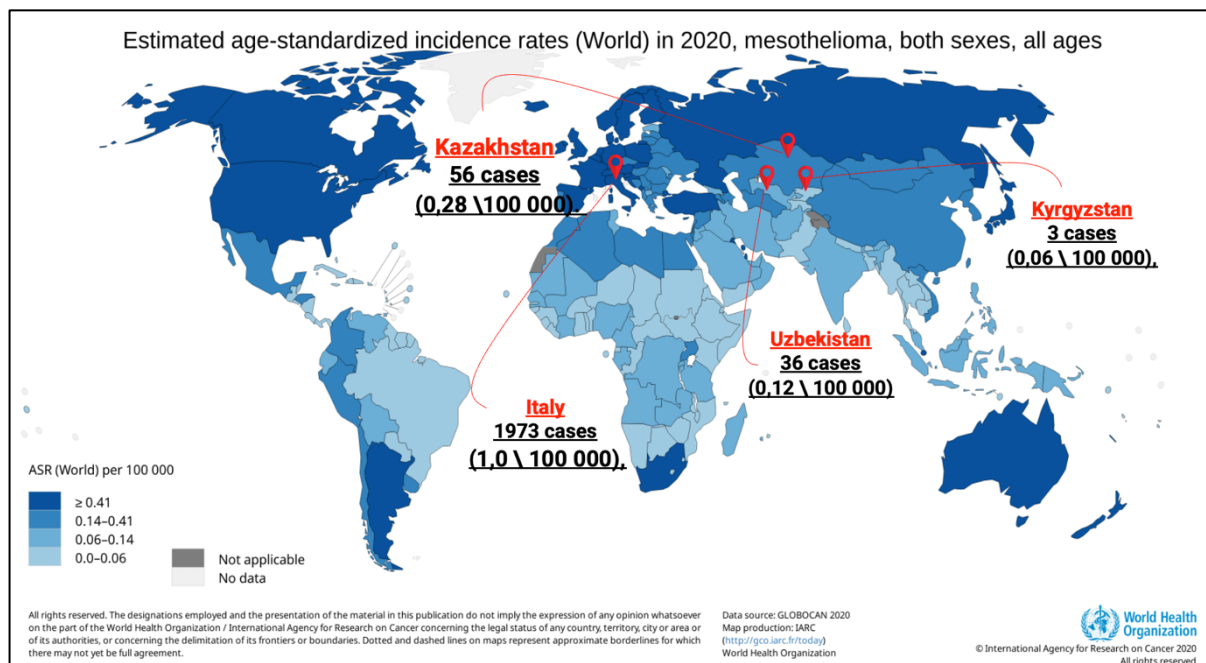 Estimated age-standardized incidence rates (World) in 2020, mesothelioma, both sexes, all ages
Kazakhstan
56 cases
(0,28 \100 000).
Kyrgyzstan
3 cases
(0,06 \ 100 000),
Uzbekistan
36 cases
(0,12 \ 100 000)
Italy
1973 cases
(1,0 \ 100 000),
ASR (World) per 100 000
≥ 0.41
0.14–0.41
0.06–0.14
0.0–0.06
Not applicable
No data
All rights reserved. The designations employed and the presentation of the material in this publication do not imply the expression of any opinion whatsoever
on the part of the World Health Organization / International Agency for Research on Cancer concerning the legal status of any country, territory, city or area or
of its authorities, or concerning the delimitation of its frontiers or boundaries. Dotted and dashed lines on maps represent approximate borderlines for which
there may not yet be full agreement.
Data source: GLOBOCAN 2020
Map production: IARC
(http://gco.iarc.fr/today)
World Health Organization
World Health
Organization
© International Agency for Research on Cancer 2020
All rights reserved